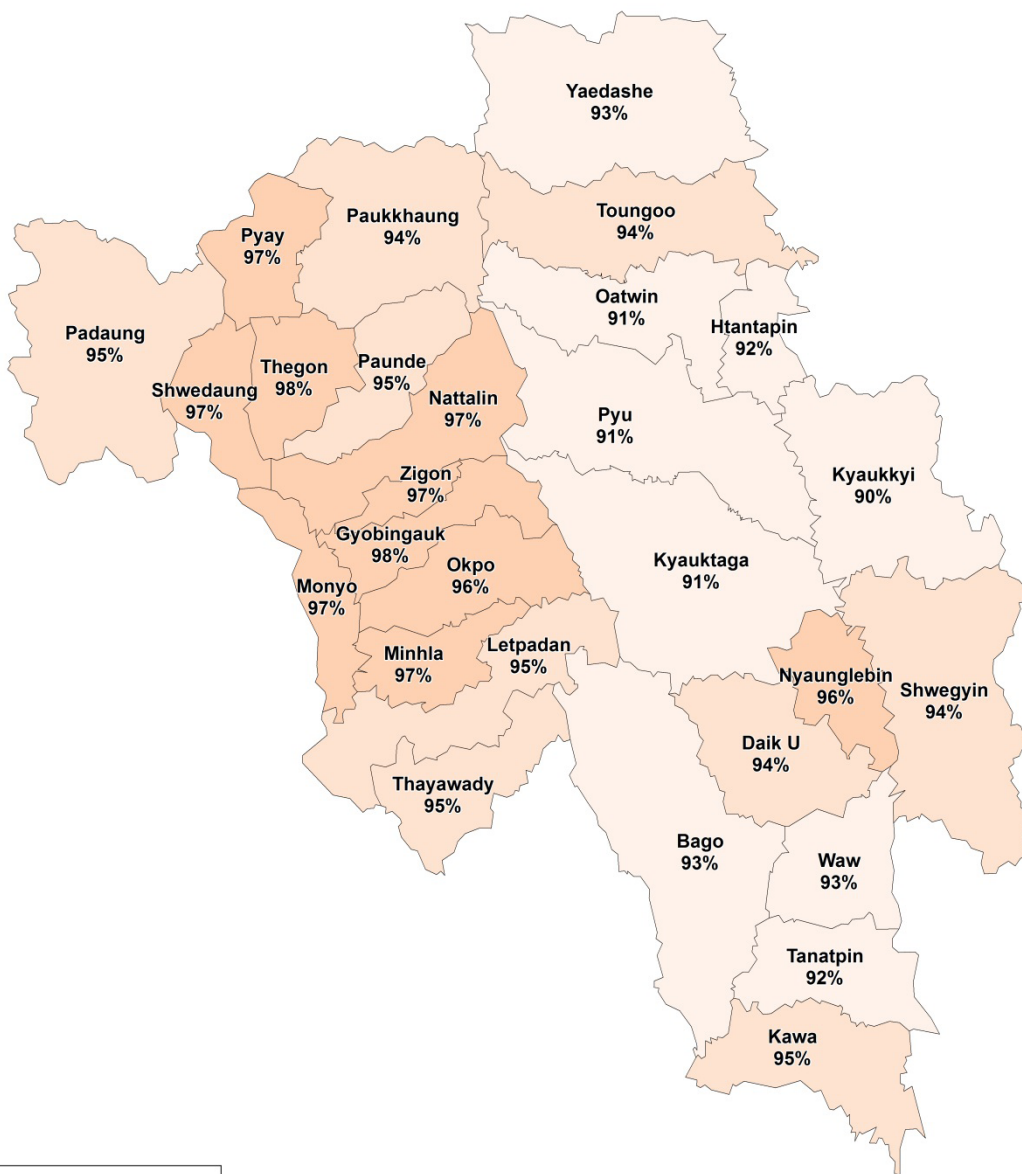 Yaedashe
93%
Toungoo
94%
Paukkhaung
94%
Pyay
97%
Oatwin
91%
Htantapin
92%
Padaung
95%
Paunde
95%
Thegon
98%
Shwedaung
97%
Nattalin
97%
Pyu
91%
Kyaukkyi
90%
Zigon
97%
Gyobingauk
98%
Okpo
96%
Kyauktaga
91%
Monyo
97%
Minhla
97%
Letpadan
95%
Nyaunglebin
96%
Shwegyin
94%
Daik U
94%
Thayawady
95%
Bago
93%
Waw
93%
Tanatpin
92%
Kawa
95%